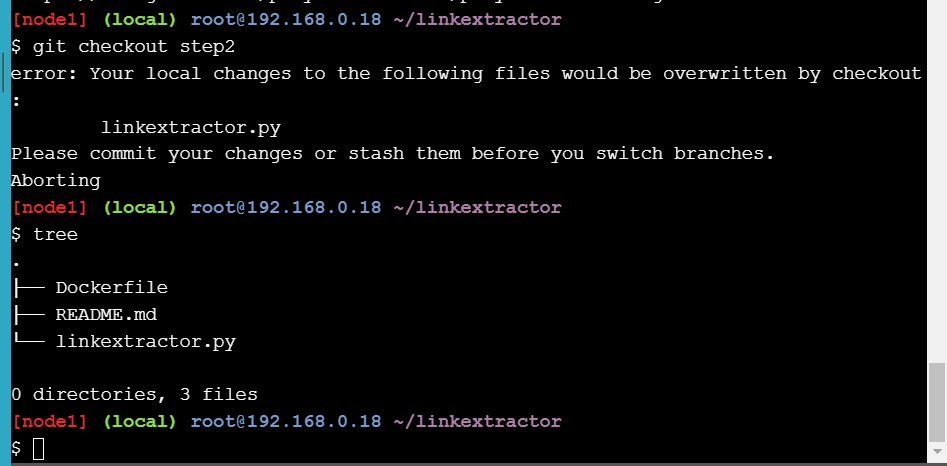 [node1] (local) root@192.168.0.18 ~/linkextractor
$ git checkout step2
error: Your local changes to the following files would be overwritten by checkout
:
        linkextractor.py
Please commit your changes or stash them before you switch branches.
Aborting
[node1] (local) root@192.168.0.18 ~/linkextractor
$ tree
.
├── Dockerfile
├── README.md
└── linkextractor.py

0 directories, 3 files
[node1] (local) root@192.168.0.18 ~/linkextractor
$